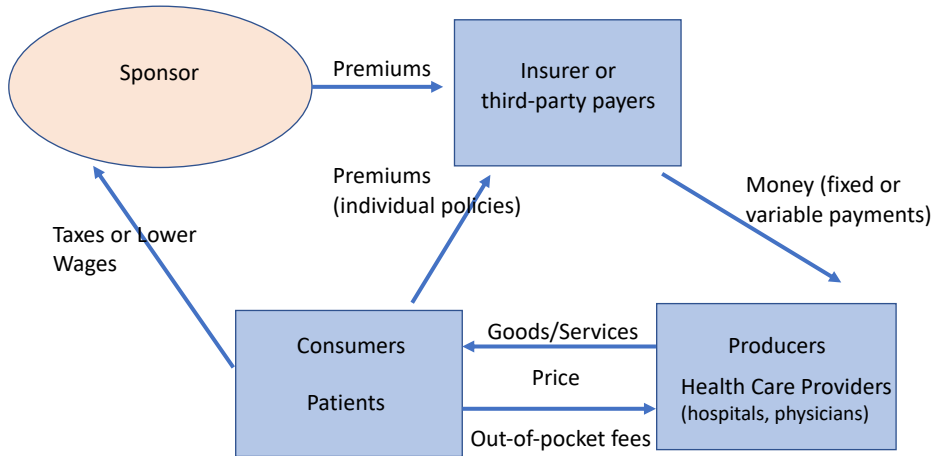 Sponsor
Premiums
Insurer or
third-party payers
Premiums
(individual policies)
Money (fixed or
variable payments)
Taxes or Lower
Wages
Consumers
Patients
Goods/Services
Price
Out-of-pocket fees
Producers
Health Care Providers
(hospitals, physicians)